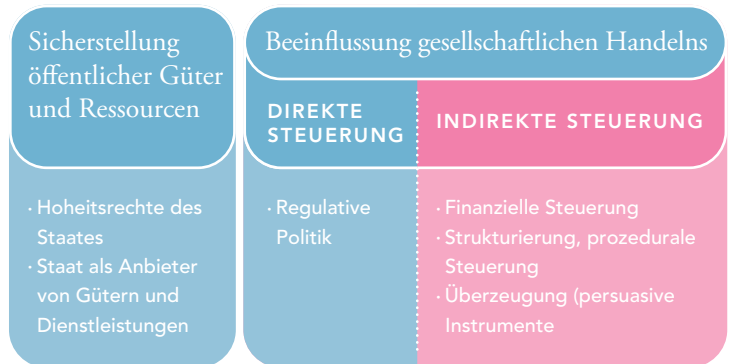 Sicherstellung
öffentlicher Güter
und Ressourcen
· Hoheitsrechte des
Staates
· Staat als Anbieter
von Gütern und
Dienstleistungen
Beeinflussung gesellschaftlichen Handelns
DIREKTE
STEUERUNG
· Regulative
Politik
INDIREKTE STEUERUNG
· Finanzielle Steuerung
· Strukturierung, prozedurale
Steuerung
· Überzeugung (persuasive
Instrumente